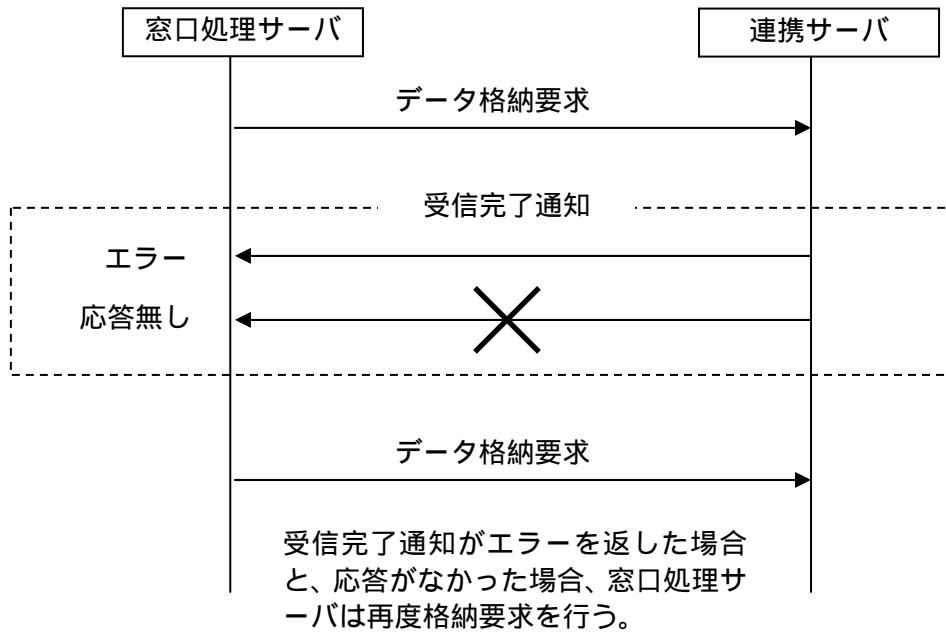 窓口処理サーバ
連携サーバ
データ格納要求
受信完了通知
エラー
応答無し
データ格納要求
受信完了通知がエラーを返した場合
と、応答がなかった場合、窓口処理サ
ーバは再度格納要求を行う。